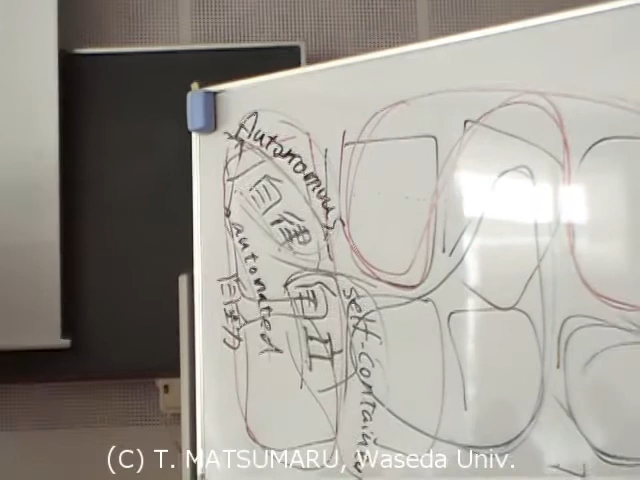 Autonomous
自律
automated
自動
自立
self-contained
(C) T. MATSUMARU, Waseda Univ.